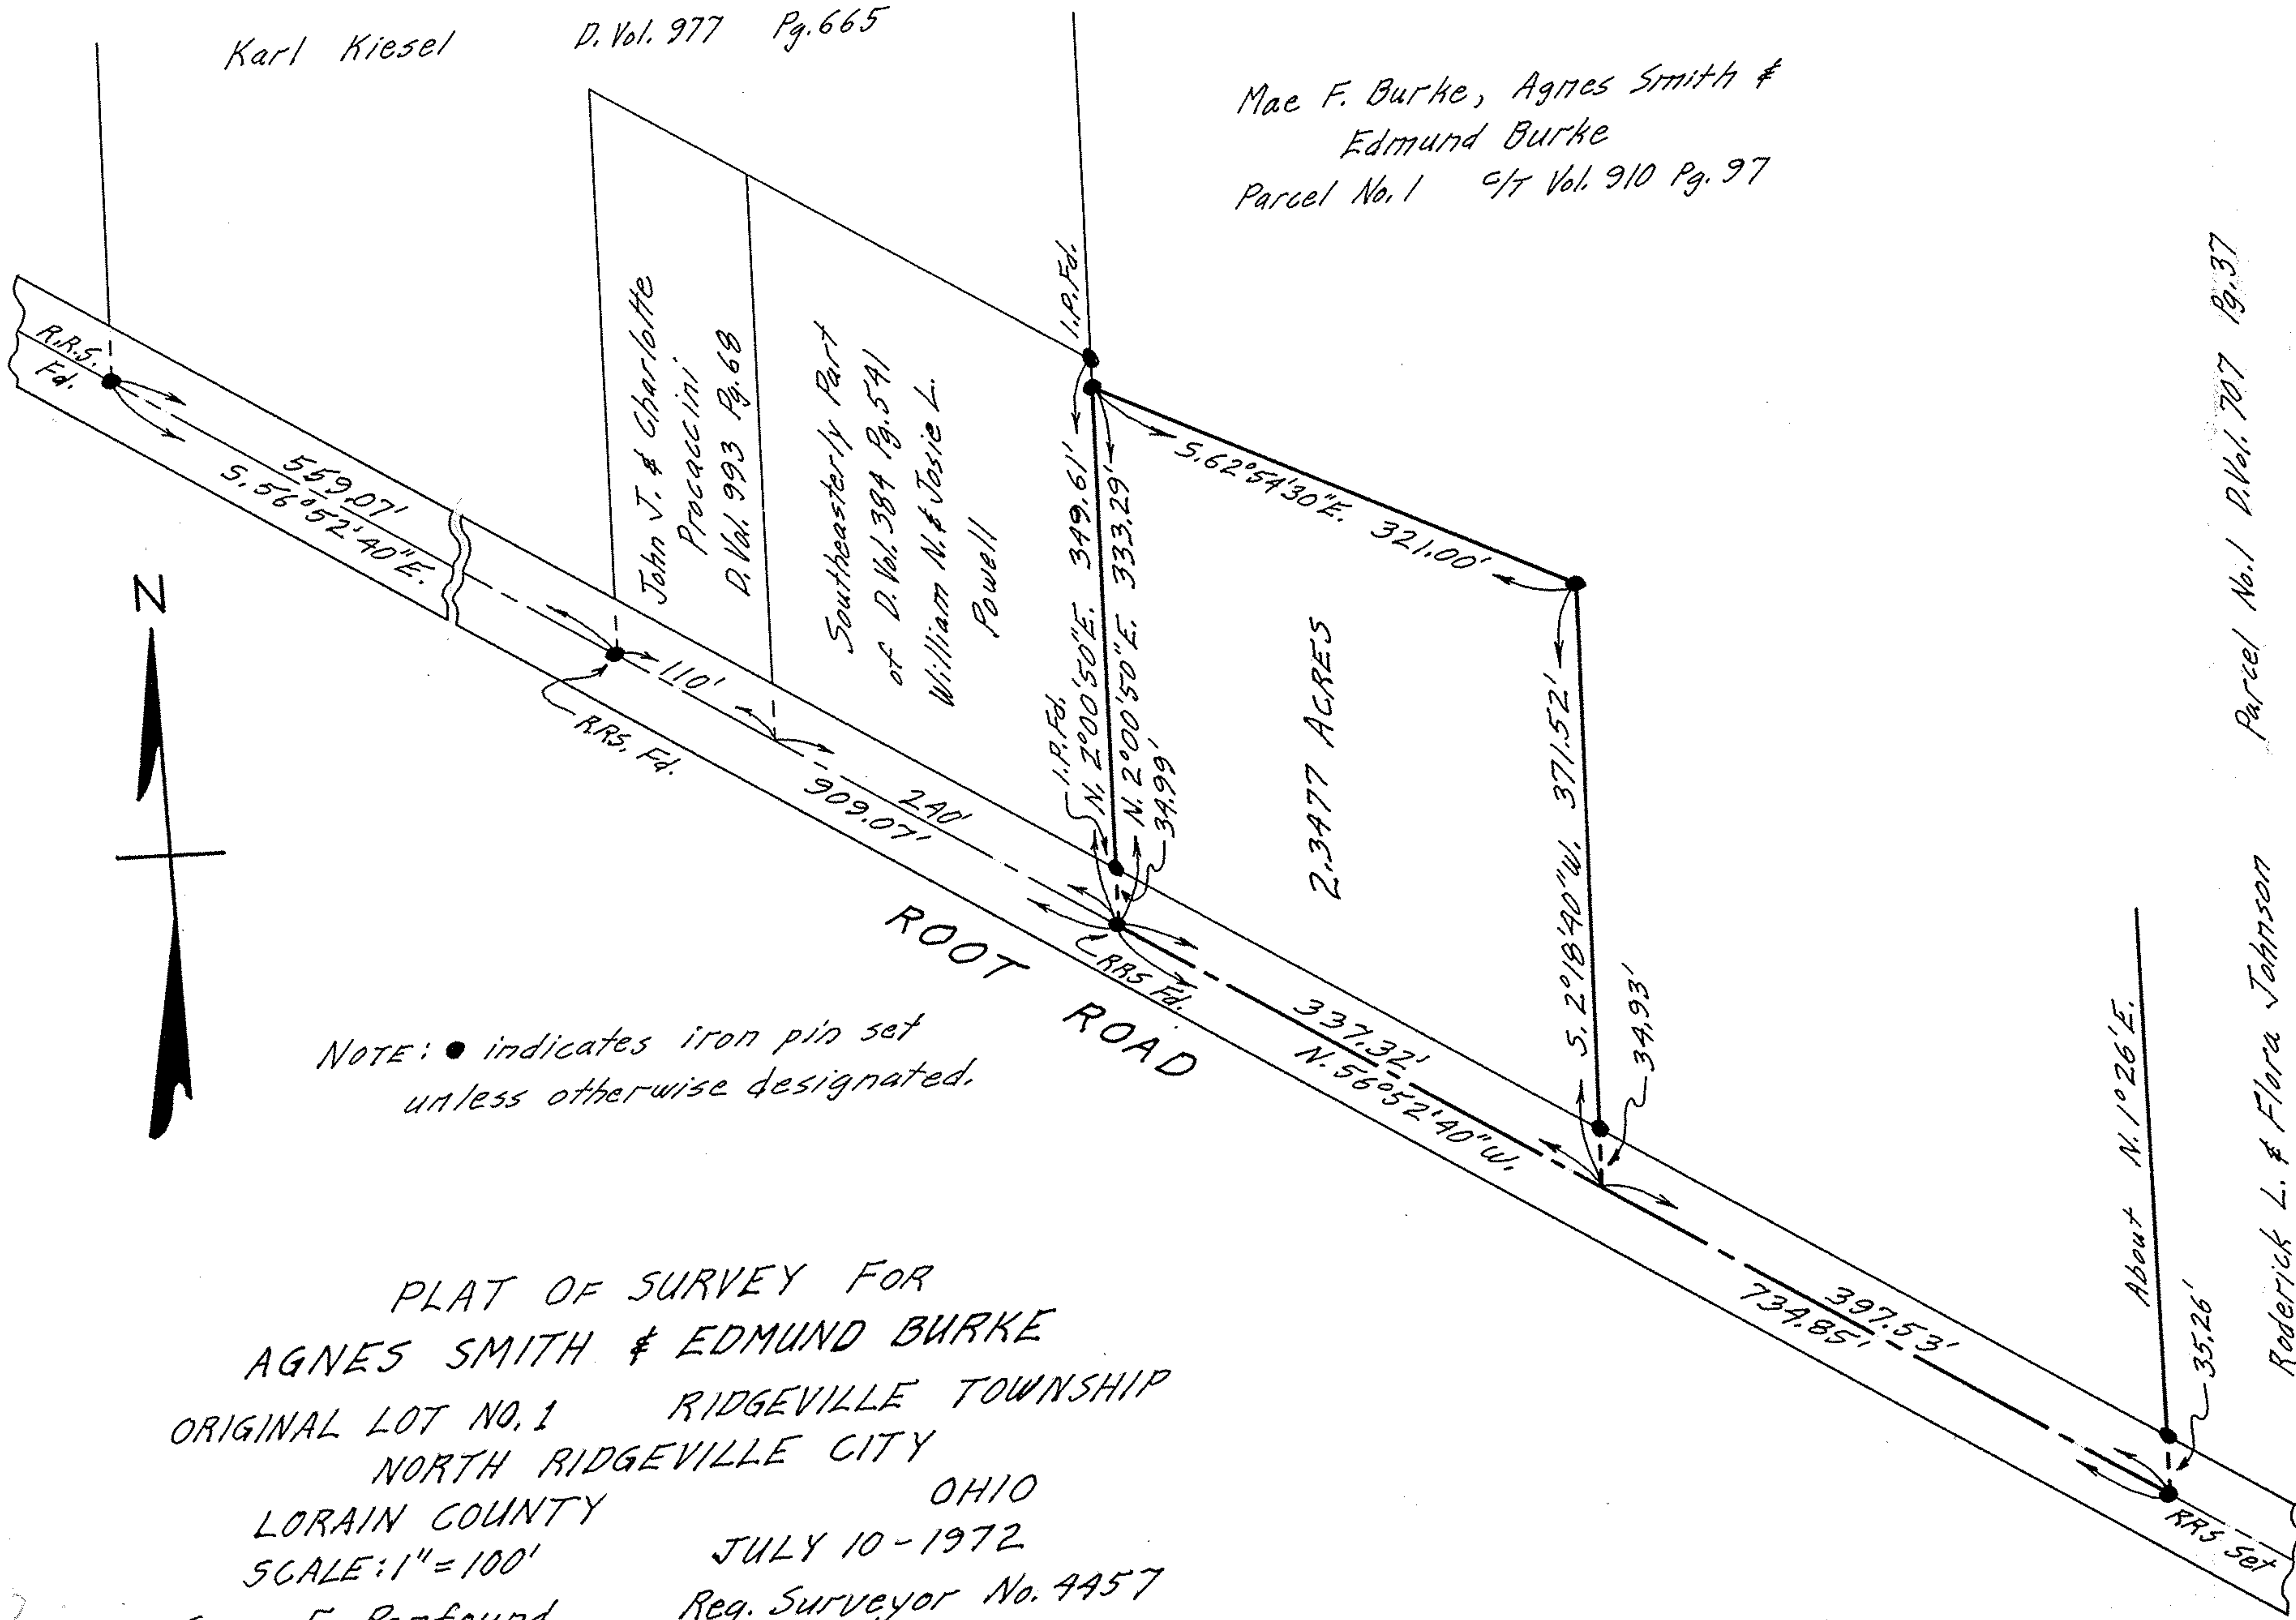 Karl Kiesel D. Vol. 977 Pg. 665
Mae F. Burke, Agnes Smith &
Edmund Burke
Parcel No. 1 C/T Vol. 910 Pg. 97
R.R.S.
Fd.
559.07'
S. 56°52'40"E.
John J. & Charlotte
Procaccini
D. Vol. 993 Pg. 68
Southeasterly Part
of D. Vol. 384 Pg. 541
William N. & Josie L.
Powell
I.P. Fd.
N. 2°00'50"E. 349.61'
N. 2°00'50"E. 333.29'
I.P. Fd.
34.99'
S. 62°54'30"E. 321.00'
2.3477 ACRES
S. 2°18'40"W. 371.52'
34.93'
N
110'
R.R.S. Fd.
240'
909.07'
RRS Fd.
ROOT ROAD
337.32'
N. 56°52'40"W.
397.53'
734.85'
About N. 1°26'E.
35.26'
RRS Set
Roderick L. & Flora Johnson Parcel No. 1 D. Vol. 707 Pg. 37
NOTE: ● indicates iron pin set
unless otherwise designated.
PLAT OF SURVEY FOR
AGNES SMITH & EDMUND BURKE
ORIGINAL LOT NO. 1 RIDGEVILLE TOWNSHIP
NORTH RIDGEVILLE CITY
LORAIN COUNTY OHIO
SCALE: 1" = 100' JULY 10-1972
Reg. Surveyor No. 4457